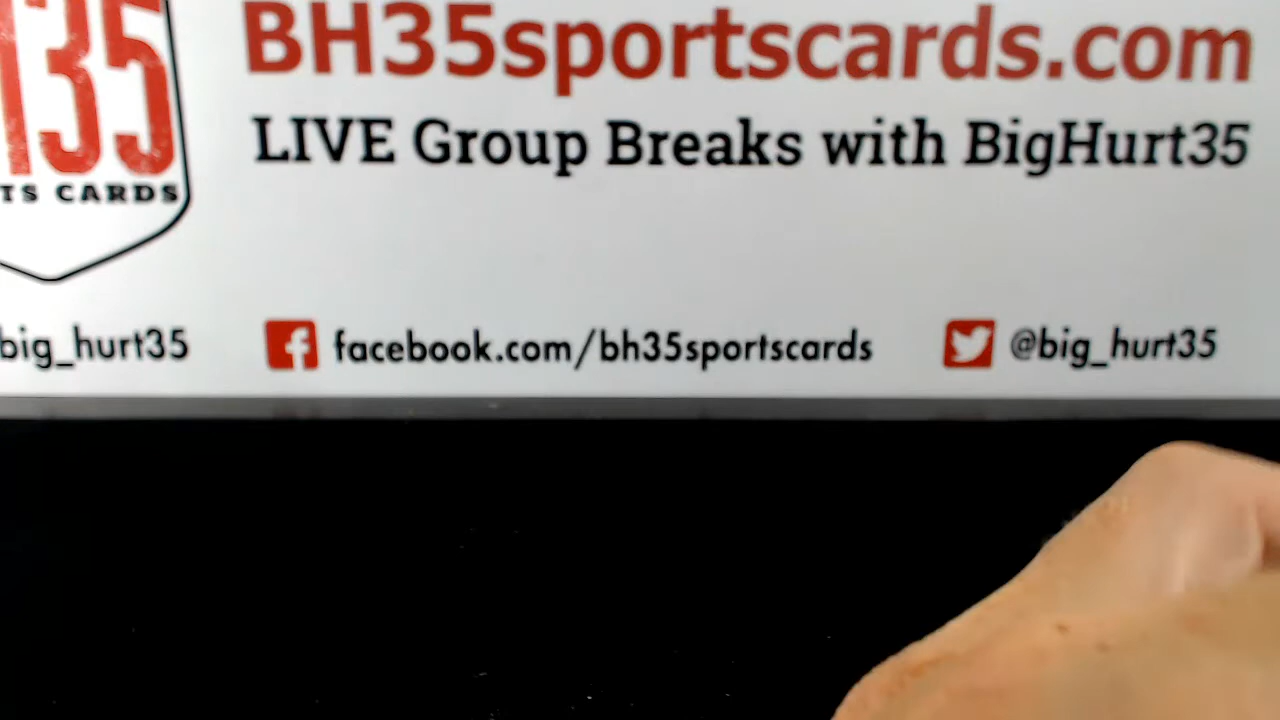 BH35sportscards.com
LIVE Group Breaks with BigHurt35
135
TS CARDS
big_hurt35
facebook.com/bh35sportscards
@big_hurt35